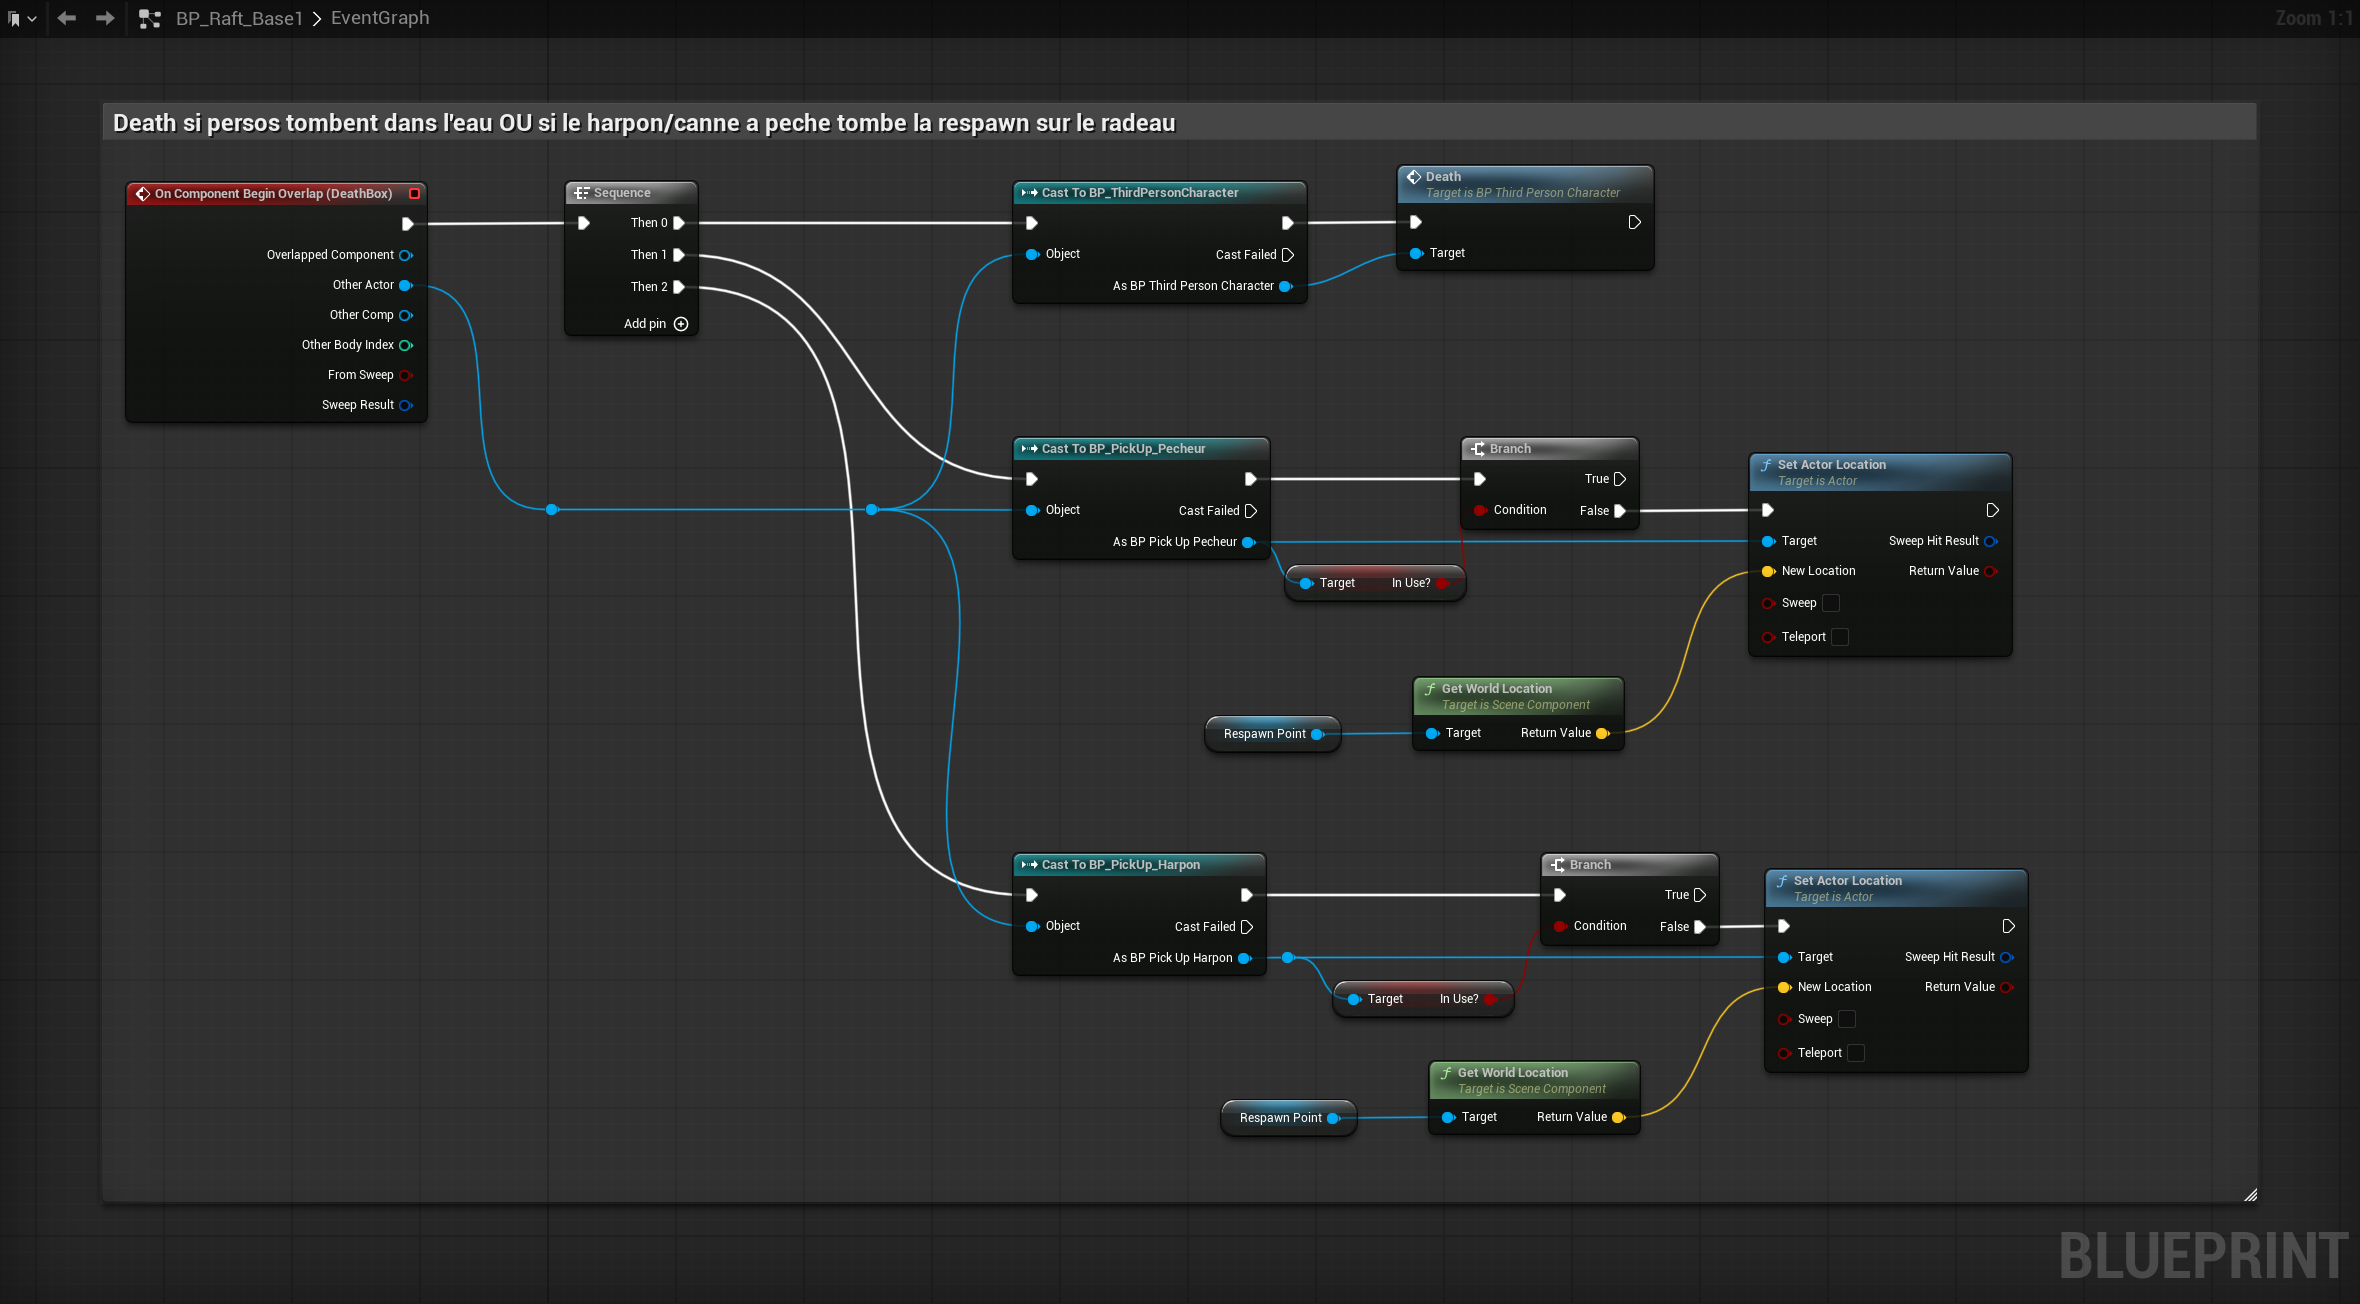 BP_Raft_Base1 > EventGraph
Zoom 1:1
Death si persos tombent dans l'eau OU si le harpon/canne a peche tombe la respawn sur le radeau
On Component Begin Overlap (DeathBox)
Overlapped Component
Other Actor
Other Comp
Other Body Index
From Sweep
Sweep Result
Sequence
Then 0
Then 1
Then 2
Add pin
Cast To BP_ThirdPersonCharacter
Object
Cast Failed
As BP Third Person Character
Death
Target is BP Third Person Character
Target
Cast To BP_PickUp_Pecheur
Object
Cast Failed
As BP Pick Up Pecheur
Target In Use?
Branch
True
Condition False
Set Actor Location
Target is Actor
Target Sweep Hit Result
New Location Return Value
Sweep
Teleport
Respawn Point
Get World Location
Target is Scene Component
Target Return Value
Cast To BP_PickUp_Harpon
Object
Cast Failed
As BP Pick Up Harpon
Target In Use?
Branch
True
Condition False
Set Actor Location
Target is Actor
Target Sweep Hit Result
New Location Return Value
Sweep
Teleport
Respawn Point
Get World Location
Target is Scene Component
Target Return Value
BLUEPRINT